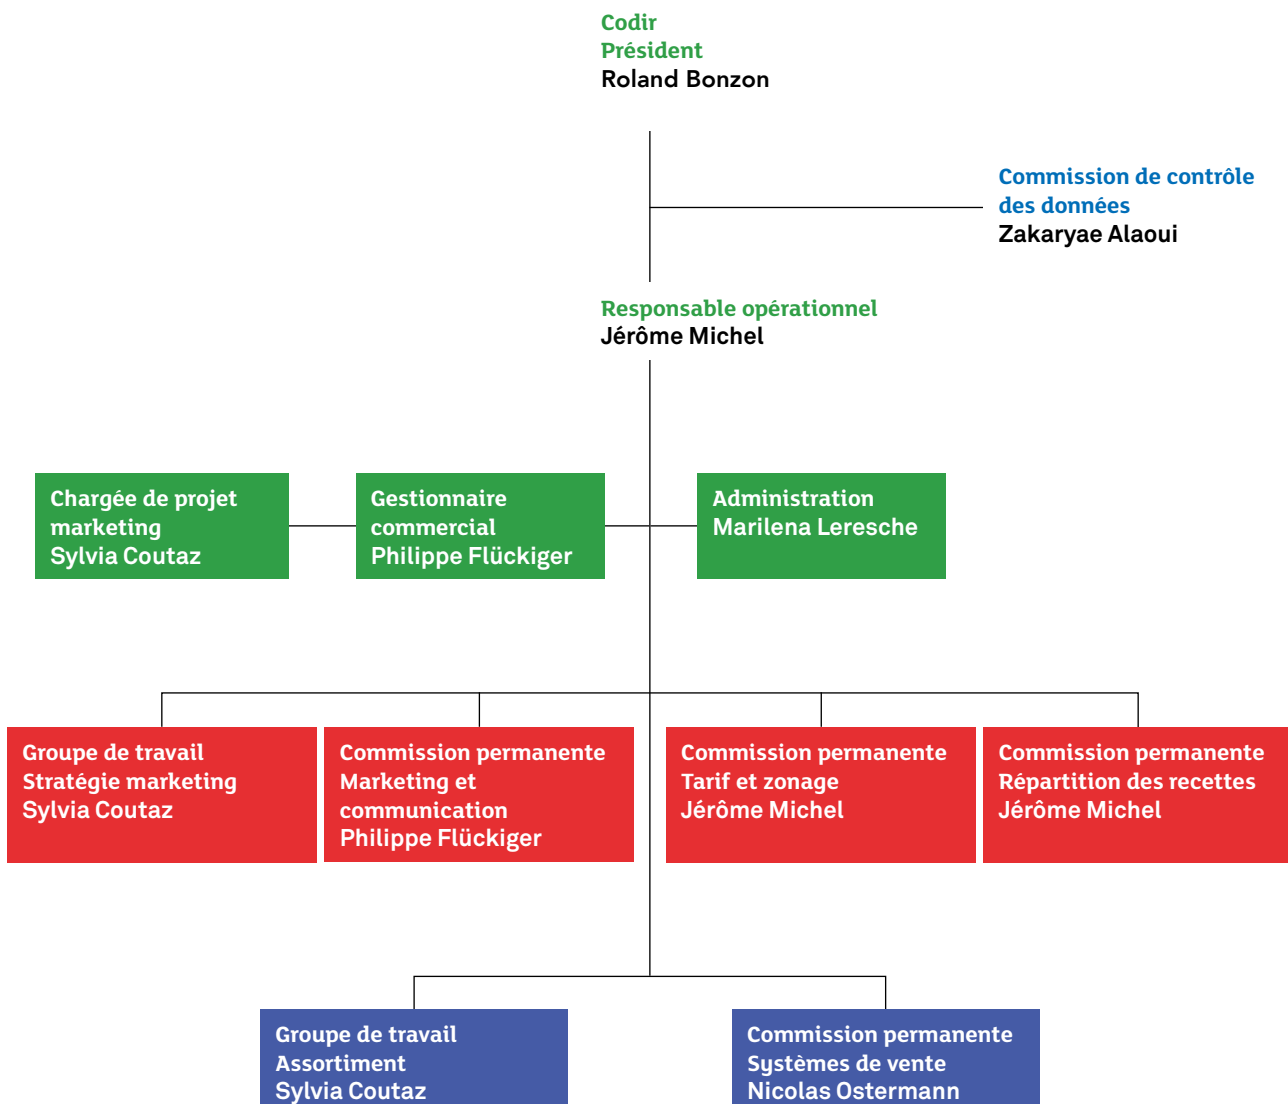 Codir
Président
Roland Bonzon
Commission de contrôle
des données
Zakaryae Alaoui
Responsable opérationnel
Jérôme Michel
Chargée de projet
marketing
Sylvia Coutaz
Gestionnaire
commercial
Philippe Flückiger
Administration
Marilena Leresche
Groupe de travail
Stratégie marketing
Sylvia Coutaz
Commission permanente
Marketing et
communication
Philippe Flückiger
Commission permanente
Tarif et zonage
Jérôme Michel
Commission permanente
Répartition des recettes
Jérôme Michel
Groupe de travail
Assortiment
Sylvia Coutaz
Commission permanente
Systèmes de vente
Nicolas Ostermann